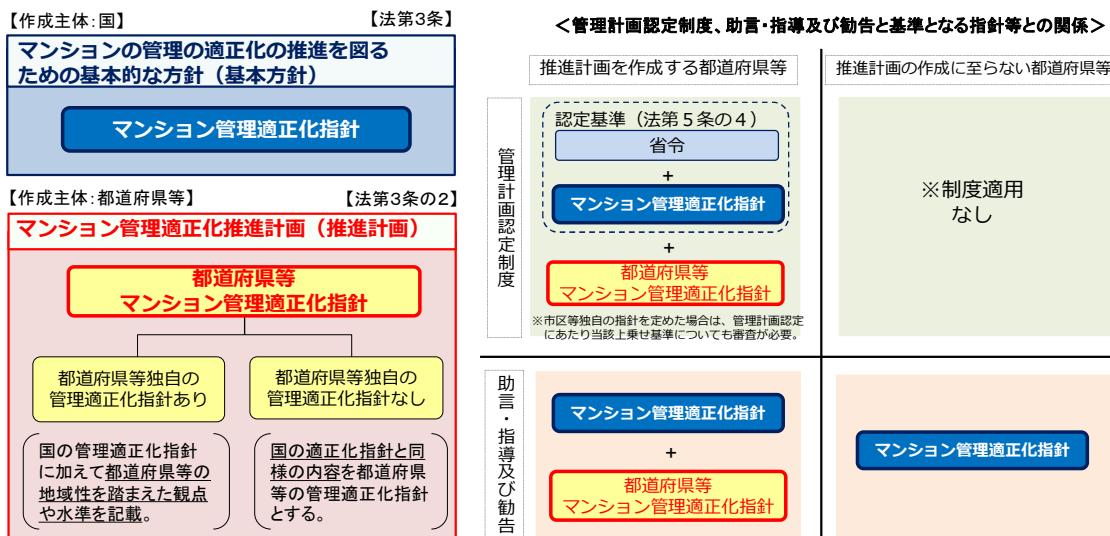 【作成主体：国】
【法第3条】
マンションの管理の適正化の推進を図る
ための基本的な方針（基本方針）
マンション管理適正化指針
【作成主体：都道府県等】
【法第3条の2】
マンション管理適正化推進計画（推進計画）
都道府県等
マンション管理適正化指針
都道府県等独自の
管理適正化指針あり
都道府県等独自の
管理適正化指針なし
国の管理適正化指針
に加えて都道府県等の
地域性を踏まえた観点
や水準を記載。
国の適正化指針と同
様の内容を都道府県
等の管理適正化指針
とする。
＜管理計画認定制度、助言・指導及び勧告と基準となる指針等との関係＞
推進計画を作成する都道府県等
推進計画の作成に至らない都道府県等
管理計画認定制度
認定基準（法第５条の４）
省令
+
マンション管理適正化指針
+
都道府県等
マンション管理適正化指針
※市区等独自の指針を定めた場合は、管理計画認定
にあたり当該上乗せ基準についても審査が必要。
※制度適用
なし
助言・指導及び勧告
マンション管理適正化指針
+
都道府県等
マンション管理適正化指針
マンション管理適正化指針